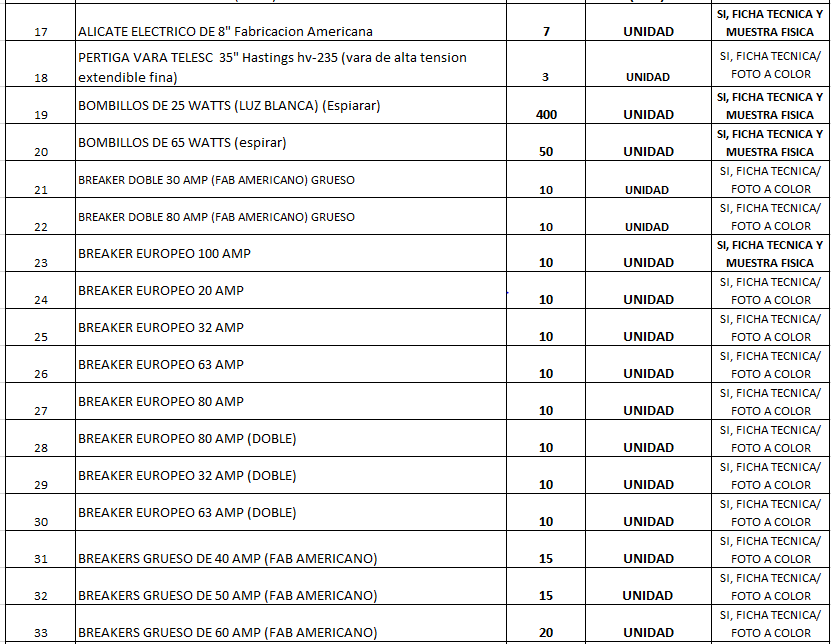 17 ALICATE ELECTRICO DE 8" Fabricacion Americana 7 UNIDAD SI, FICHA TECNICA Y MUESTRA FISICA
18 PERTIGA VARA TELESC 35" Hastings hv-235 (vara de alta tension extendible fina) 3 UNIDAD SI, FICHA TECNICA/ FOTO A COLOR
19 BOMBILLOS DE 25 WATTS (LUZ BLANCA) (Espiarar) 400 UNIDAD SI, FICHA TECNICA Y MUESTRA FISICA
20 BOMBILLOS DE 65 WATTS (espirar) 50 UNIDAD SI, FICHA TECNICA Y MUESTRA FISICA
21 BREAKER DOBLE 30 AMP (FAB AMERICANO) GRUESO 10 UNIDAD SI, FICHA TECNICA/ FOTO A COLOR
22 BREAKER DOBLE 80 AMP (FAB AMERICANO) GRUESO 10 UNIDAD SI, FICHA TECNICA/ FOTO A COLOR
23 BREAKER EUROPEO 100 AMP 10 UNIDAD SI, FICHA TECNICA Y MUESTRA FISICA
24 BREAKER EUROPEO 20 AMP 10 UNIDAD SI, FICHA TECNICA/ FOTO A COLOR
25 BREAKER EUROPEO 32 AMP 10 UNIDAD SI, FICHA TECNICA/ FOTO A COLOR
26 BREAKER EUROPEO 63 AMP 10 UNIDAD SI, FICHA TECNICA/ FOTO A COLOR
27 BREAKER EUROPEO 80 AMP 10 UNIDAD SI, FICHA TECNICA/ FOTO A COLOR
28 BREAKER EUROPEO 80 AMP (DOBLE) 10 UNIDAD SI, FICHA TECNICA/ FOTO A COLOR
29 BREAKER EUROPEO 32 AMP (DOBLE) 10 UNIDAD SI, FICHA TECNICA/ FOTO A COLOR
30 BREAKER EUROPEO 63 AMP (DOBLE) 10 UNIDAD SI, FICHA TECNICA/ FOTO A COLOR
31 BREAKERS GRUESO DE 40 AMP (FAB AMERICANO) 15 UNIDAD SI, FICHA TECNICA/ FOTO A COLOR
32 BREAKERS GRUESO DE 50 AMP (FAB AMERICANO) 15 UNIDAD SI, FICHA TECNICA/ FOTO A COLOR
33 BREAKERS GRUESO DE 60 AMP (FAB AMERICANO) 20 UNIDAD SI, FICHA TECNICA/ FOTO A COLOR